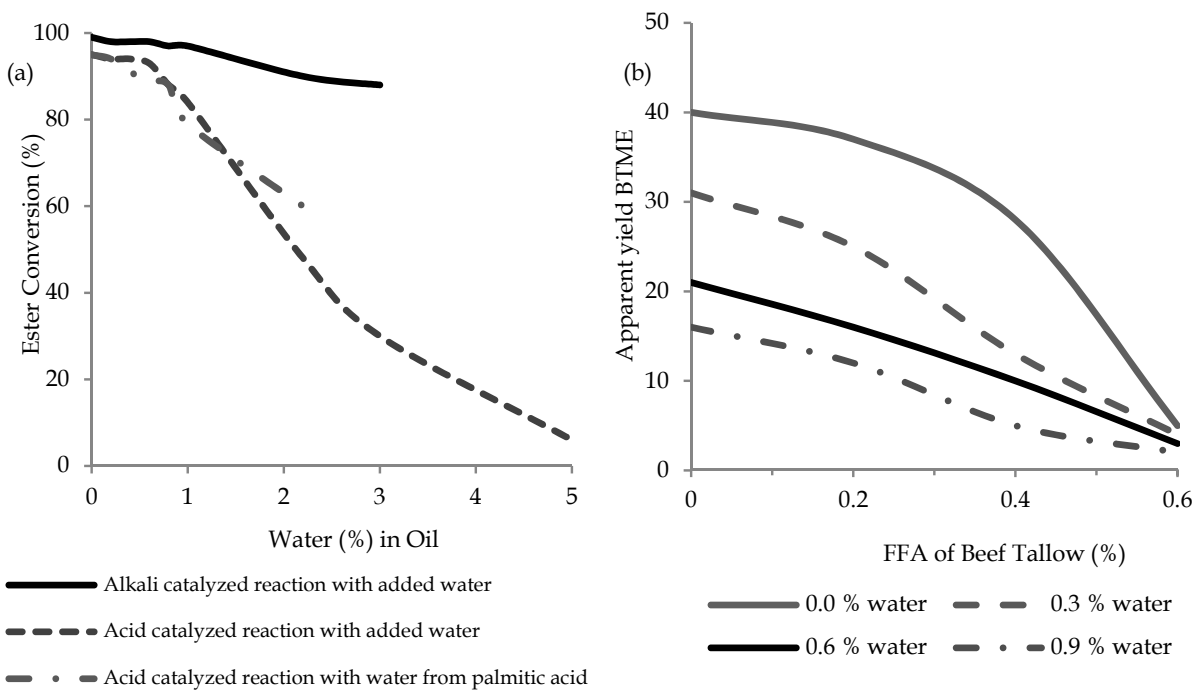 (a)
Ester Conversion (%)
100
80
60
40
20
0
0 1 2 3 4 5
Water (%) in Oil
Alkali catalyzed reaction with added water
Acid catalyzed reaction with added water
Acid catalyzed reaction with water from palmitic acid
(b)
Apparent yield BTME
50
40
30
20
10
0
0 0.2 0.4 0.6
FFA of Beef Tallow (%)
0.0 % water 0.3 % water
0.6 % water 0.9 % water